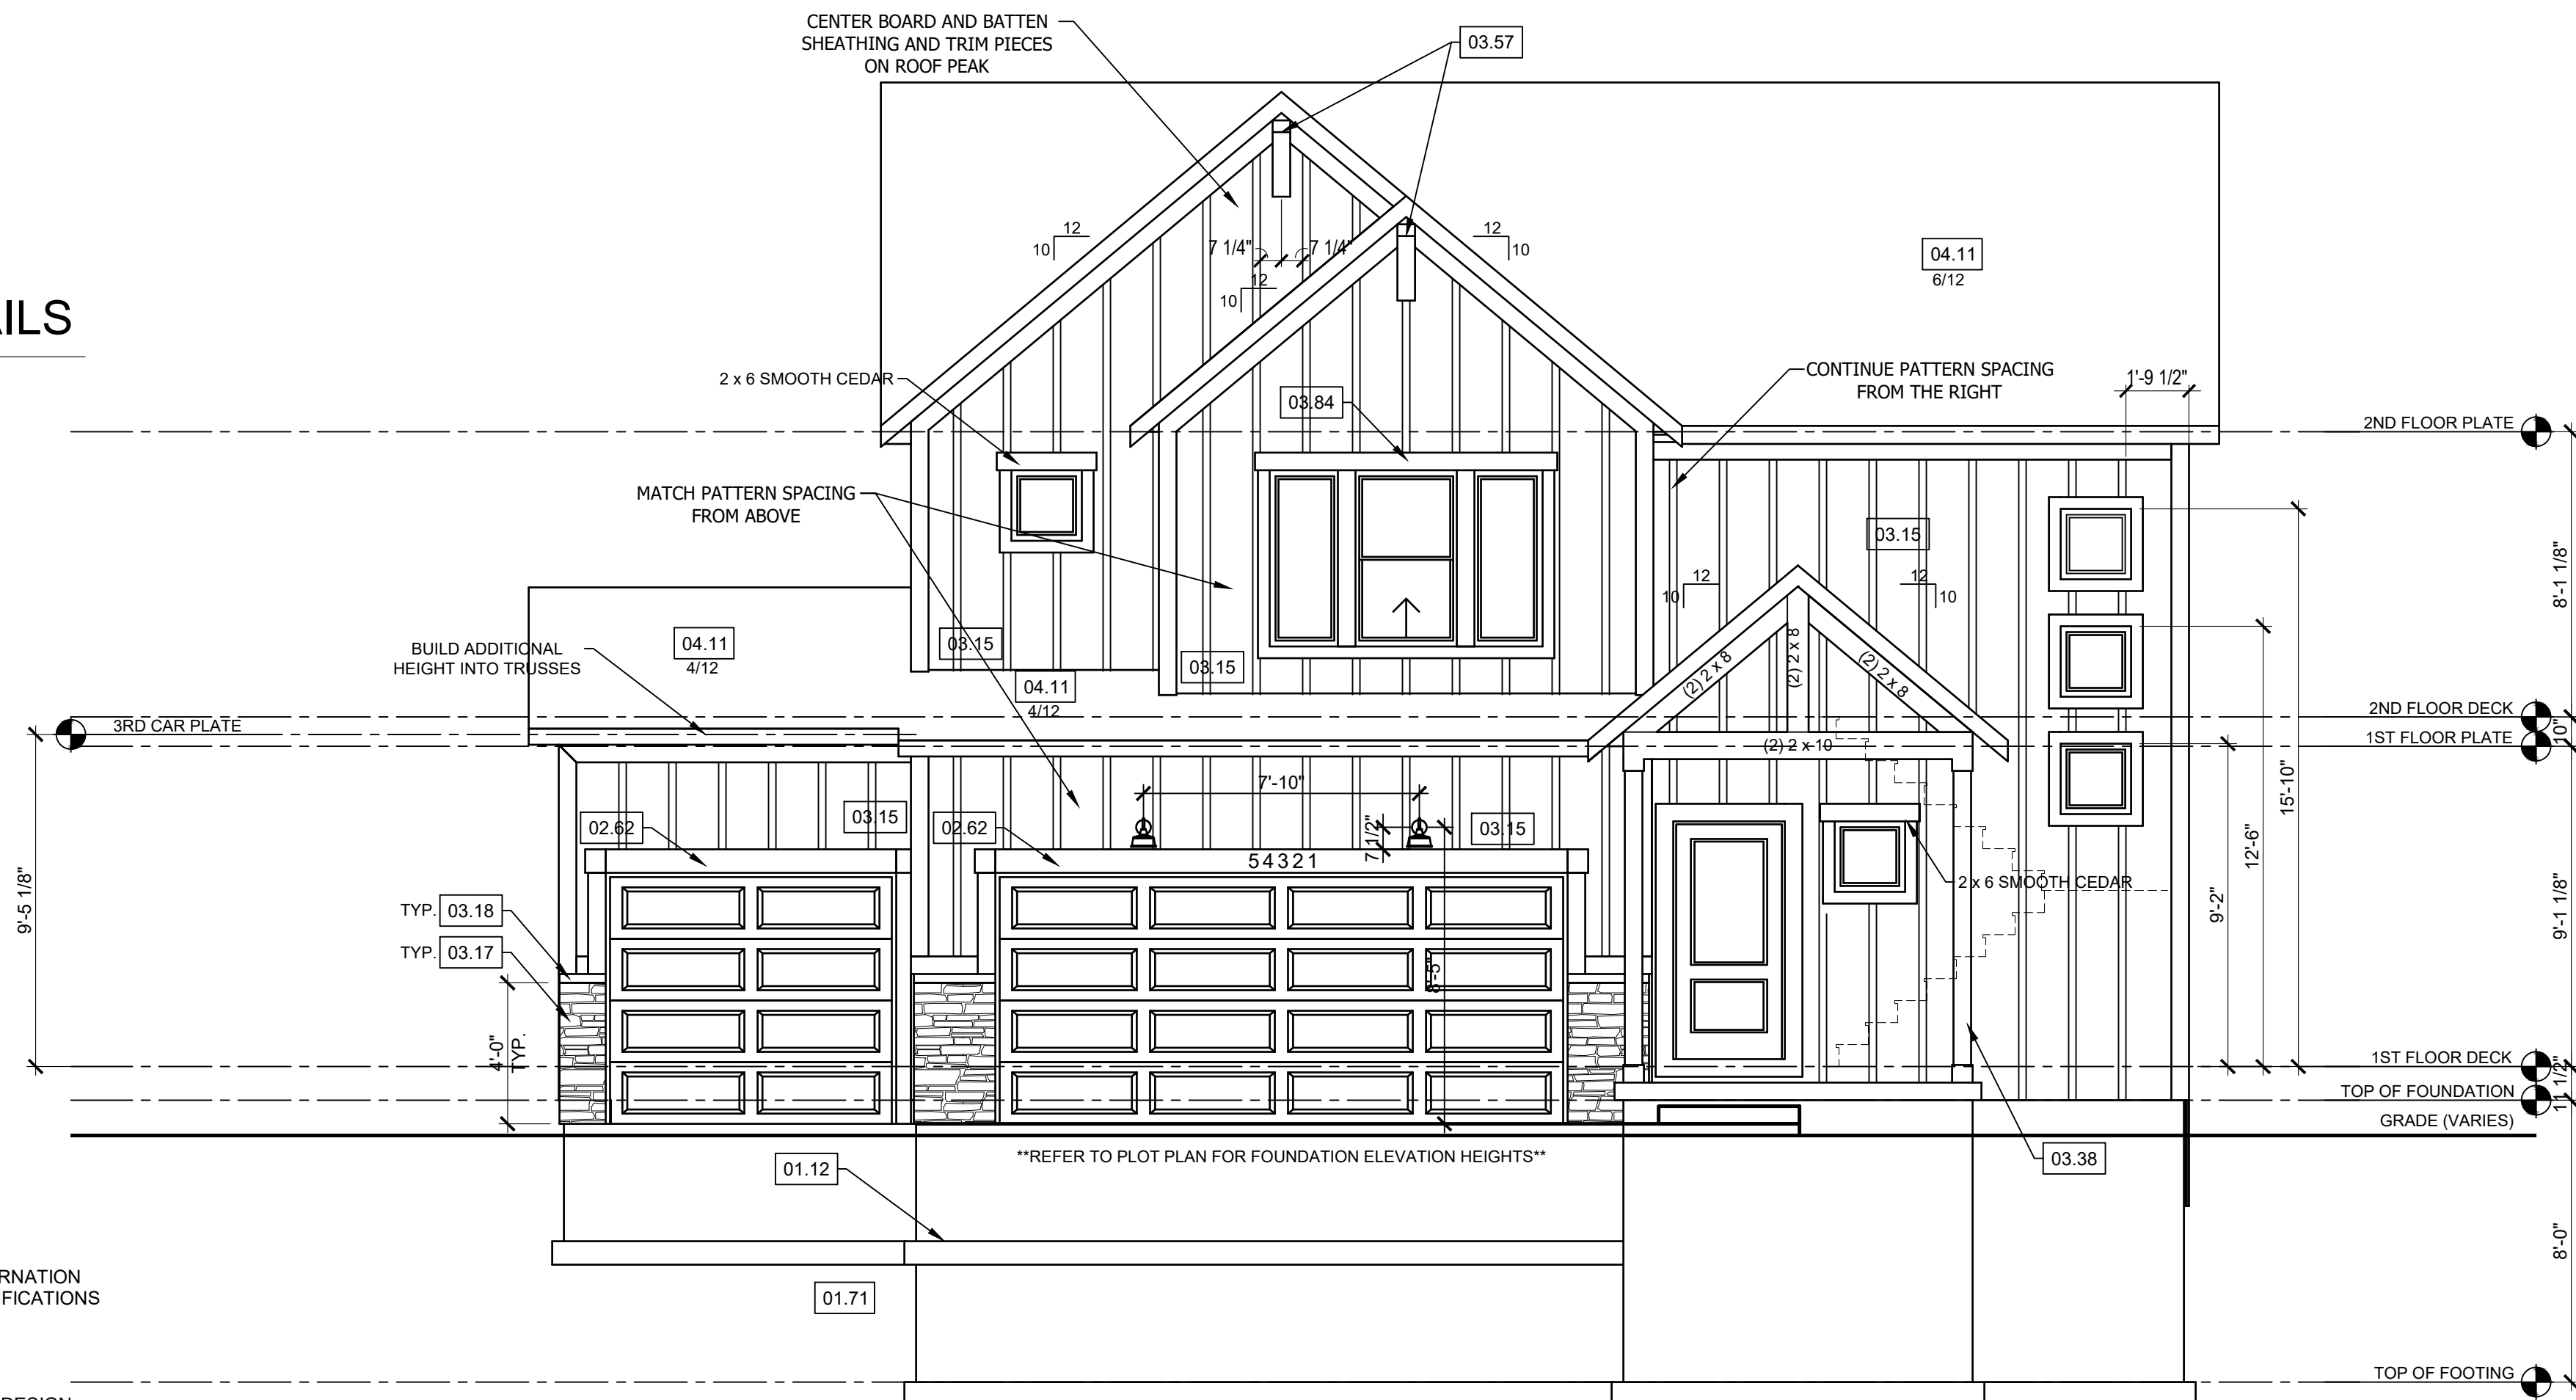 CENTER BOARD AND BATTEN
SHEATHING AND TRIM PIECES
ON ROOF PEAK
03.57
12
10
12
10
7 1/4"
7 1/4"
12
10
04.11
6/12
AILS
2 x 6 SMOOTH CEDAR
03.84
CONTINUE PATTERN SPACING
FROM THE RIGHT
1'-9 1/2"
2ND FLOOR PLATE
MATCH PATTERN SPACING
FROM ABOVE
03.15
8'-1 1/8"
12
10
12
10
BUILD ADDITIONAL
HEIGHT INTO TRUSSES
04.11
4/12
03.15
03.15
04.11
4/12
(2) 2 x 8
(2) 2 x 8
(2) 2 x 8
3RD CAR PLATE
2ND FLOOR DECK
10"
1ST FLOOR PLATE
(2) 2 x 10
7'-10"
15'-10"
12'-6"
9'-2"
02.62
03.15
02.62
7 1/2"
03.15
54321
2 x 6 SMOOTH CEDAR
9'-5 1/8"
TYP. 03.18
TYP. 03.17
8'-5"
9'-1 1/8"
4'-0"
TYP.
1ST FLOOR DECK
11 1/2"
TOP OF FOUNDATION
GRADE (VARIES)
**REFER TO PLOT PLAN FOR FOUNDATION ELEVATION HEIGHTS**
01.12
03.38
8'-0"
RNATION
IFICATIONS
01.71
TOP OF FOOTING